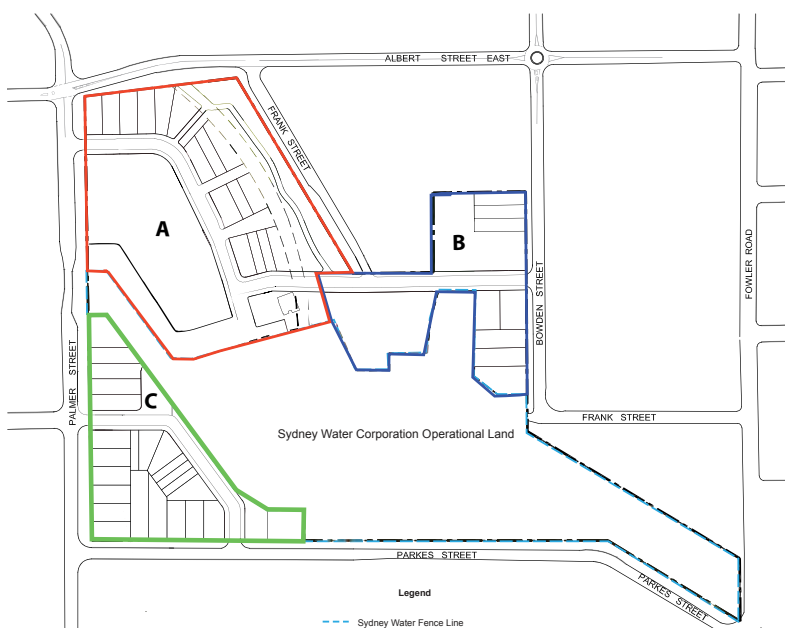 ALBERT STREET EAST
FRANK STREET
A
B
FOWLER ROAD
BOWDEN STREET
PALMER STREET
C
FRANK STREET
Sydney Water Corporation Operational Land
PARKES STREET
PARKES STREET
Legend
Sydney Water Fence Line